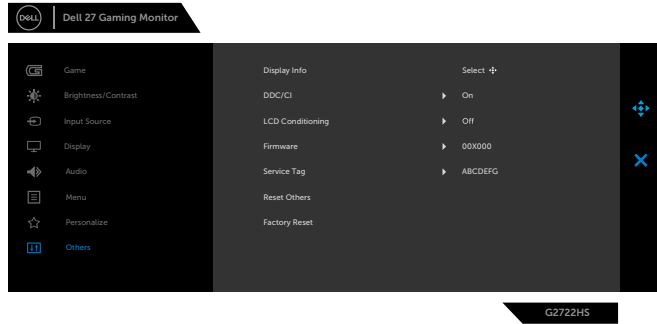 DELL
Dell 27 Gaming Monitor
Game
Display Info Select
Brightness/Contrast DDC/CI On
Input Source LCD Conditioning Off
Display Firmware 00X000
Audio Service Tag ABCDEFG
Menu Reset Others
Personalize Factory Reset
Others
G2722HS